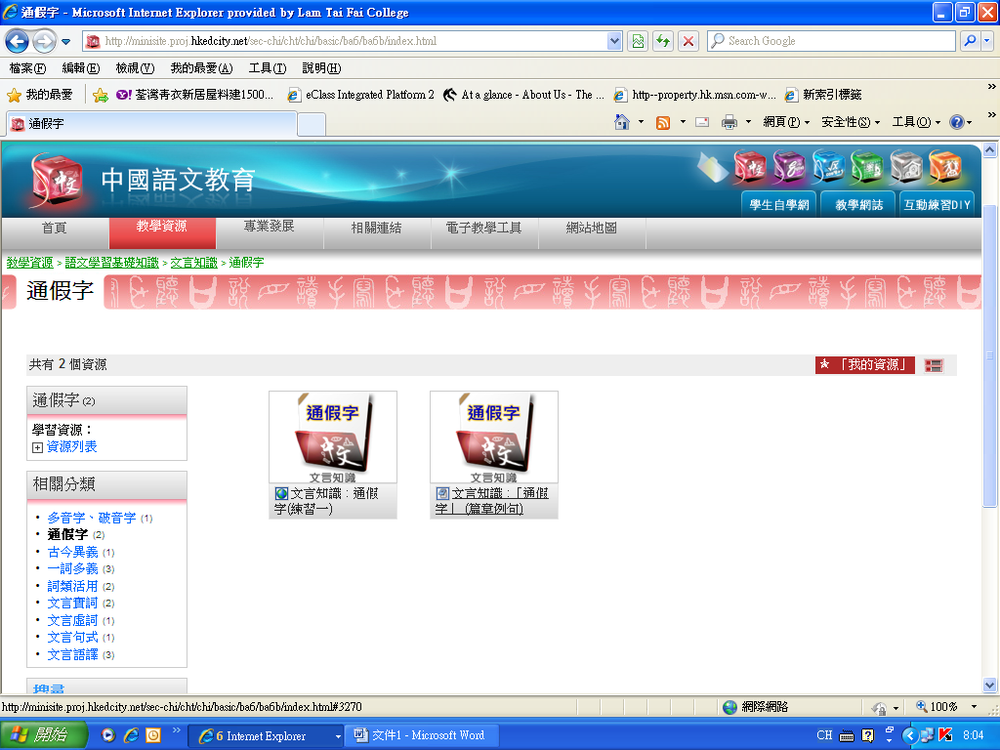 通假字 - Microsoft Internet Explorer provided by Lam Tai Fai College
http://minisite.proj.hkedcity.net/sec-chi/cht/chi/basic/ba6/ba6b/index.html
Search Google
檔案(F) 編輯(E) 檢視(V) 我的最愛(A) 工具(T) 說明(H)
我的最愛 荃灣青衣新居屋料建1500... eClass Integrated Platform 2 At a glance - About Us - The ... http--property.hk.msn.com-w... 新索引標籤
通假字
網頁(P) 安全性(S) 工具(O)
中國語文教育
學生自學網 教學網誌 互動練習DIY
首頁 教學資源 專業發展 相關連結 電子教學工具 網站地圖
教學資源 > 語文學習基礎知識 > 文言知識 > 通假字
通假字
共有 2 個資源
「我的資源」
通假字 (2)
學習資源：
資源列表
相關分類
多音字、破音字 (1)
通假字 (2)
古今異義 (1)
一詞多義 (3)
詞類活用 (2)
文言實詞 (2)
文言虛詞 (1)
文言句式 (1)
文言語譯 (3)
搜尋
通假字
中文
文言知識
文言知識：通假
字(練習一)
通假字
中文
文言知識
文言知識：「通假
字」 (篇章例句)
http://minisite.proj.hkedcity.net/sec-chi/cht/chi/basic/ba6/ba6b/index.html#3270
網際網路
100%
開始
6 Internet Explorer
文件1 - Microsoft Word
CH
8:04